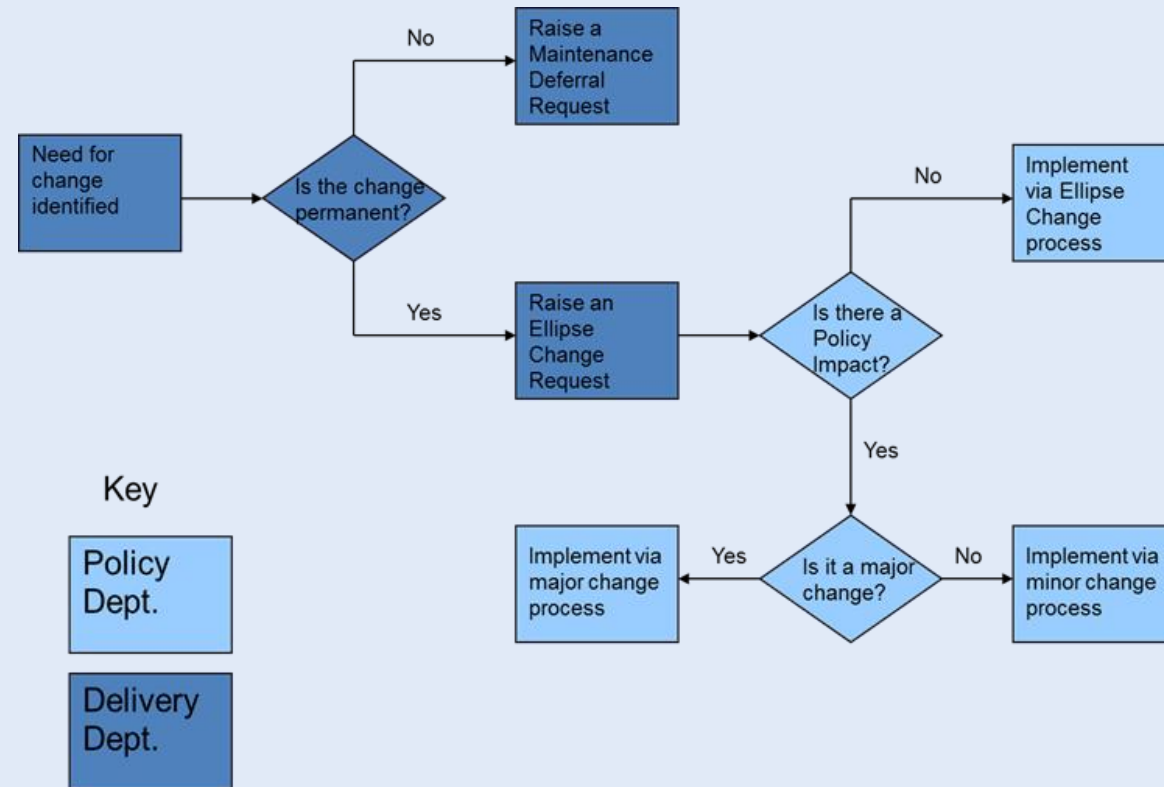 No
Raise a
Maintenance
Deferral
Request
Need for
change
identified
Is the change
permanent?
Yes
Raise an
Ellipse
Change
Request
Is there a
Policy
Impact?
No
Implement
via Ellipse
Change
process
Yes
Is it a major
change?
Yes
Implement via
major change
process
No
Implement via
minor change
process
Key
Policy
Dept.
Delivery
Dept.